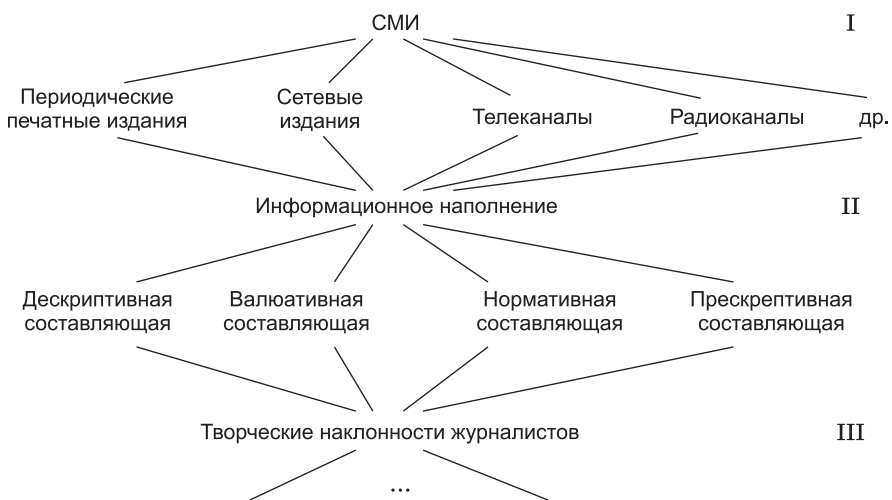 СМИ I
Периодические
печатные издания
Сетевые
издания
Телеканалы
Радиоканалы
др.
Информационное наполнение II
Дескриптивная
составляющая
Валюативная
составляющая
Нормативная
составляющая
Прескрептивная
составляющая
Творческие наклонности журналистов III
...